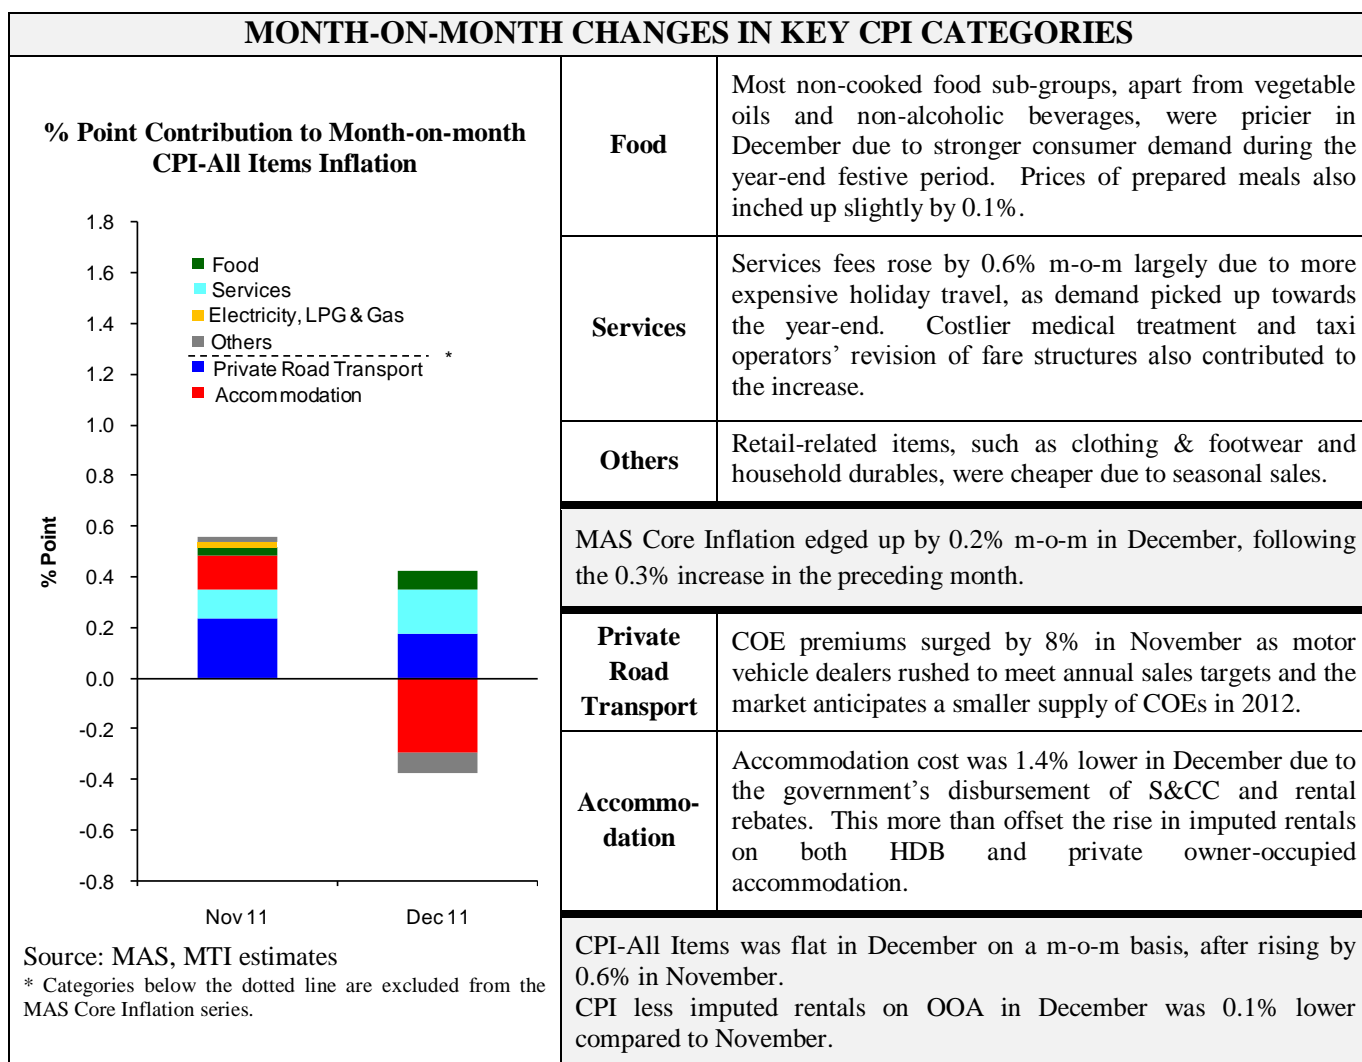 MONTH-ON-MONTH CHANGES IN KEY CPI CATEGORIES
% Point Contribution to Month-on-month
CPI-All Items Inflation
1.8
1.6
1.4
1.2
1.0
0.8
0.6
0.4
0.2
0.0
-0.2
-0.4
-0.6
-0.8
% Point
Food
Services
Electricity, LPG & Gas
Others
*
Private Road Transport
Accommodation
Nov 11
Dec 11
Source: MAS, MTI estimates
* Categories below the dotted line are excluded from the
MAS Core Inflation series.
Food
Most non-cooked food sub-groups, apart from vegetable
oils and non-alcoholic beverages, were pricier in
December due to stronger consumer demand during the
year-end festive period. Prices of prepared meals also
inched up slightly by 0.1%.
Services
Services fees rose by 0.6% m-o-m largely due to more
expensive holiday travel, as demand picked up towards
the year-end. Costlier medical treatment and taxi
operators’ revision of fare structures also contributed to
the increase.
Others
Retail-related items, such as clothing & footwear and
household durables, were cheaper due to seasonal sales.
MAS Core Inflation edged up by 0.2% m-o-m in December, following
the 0.3% increase in the preceding month.
Private
Road
Transport
COE premiums surged by 8% in November as motor
vehicle dealers rushed to meet annual sales targets and the
market anticipates a smaller supply of COEs in 2012.
Accommo-
dation
Accommodation cost was 1.4% lower in December due to
the government’s disbursement of S&CC and rental
rebates. This more than offset the rise in imputed rentals
on both HDB and private owner-occupied
accommodation.
CPI-All Items was flat in December on a m-o-m basis, after rising by
0.6% in November.
CPI less imputed rentals on OOA in December was 0.1% lower
compared to November.